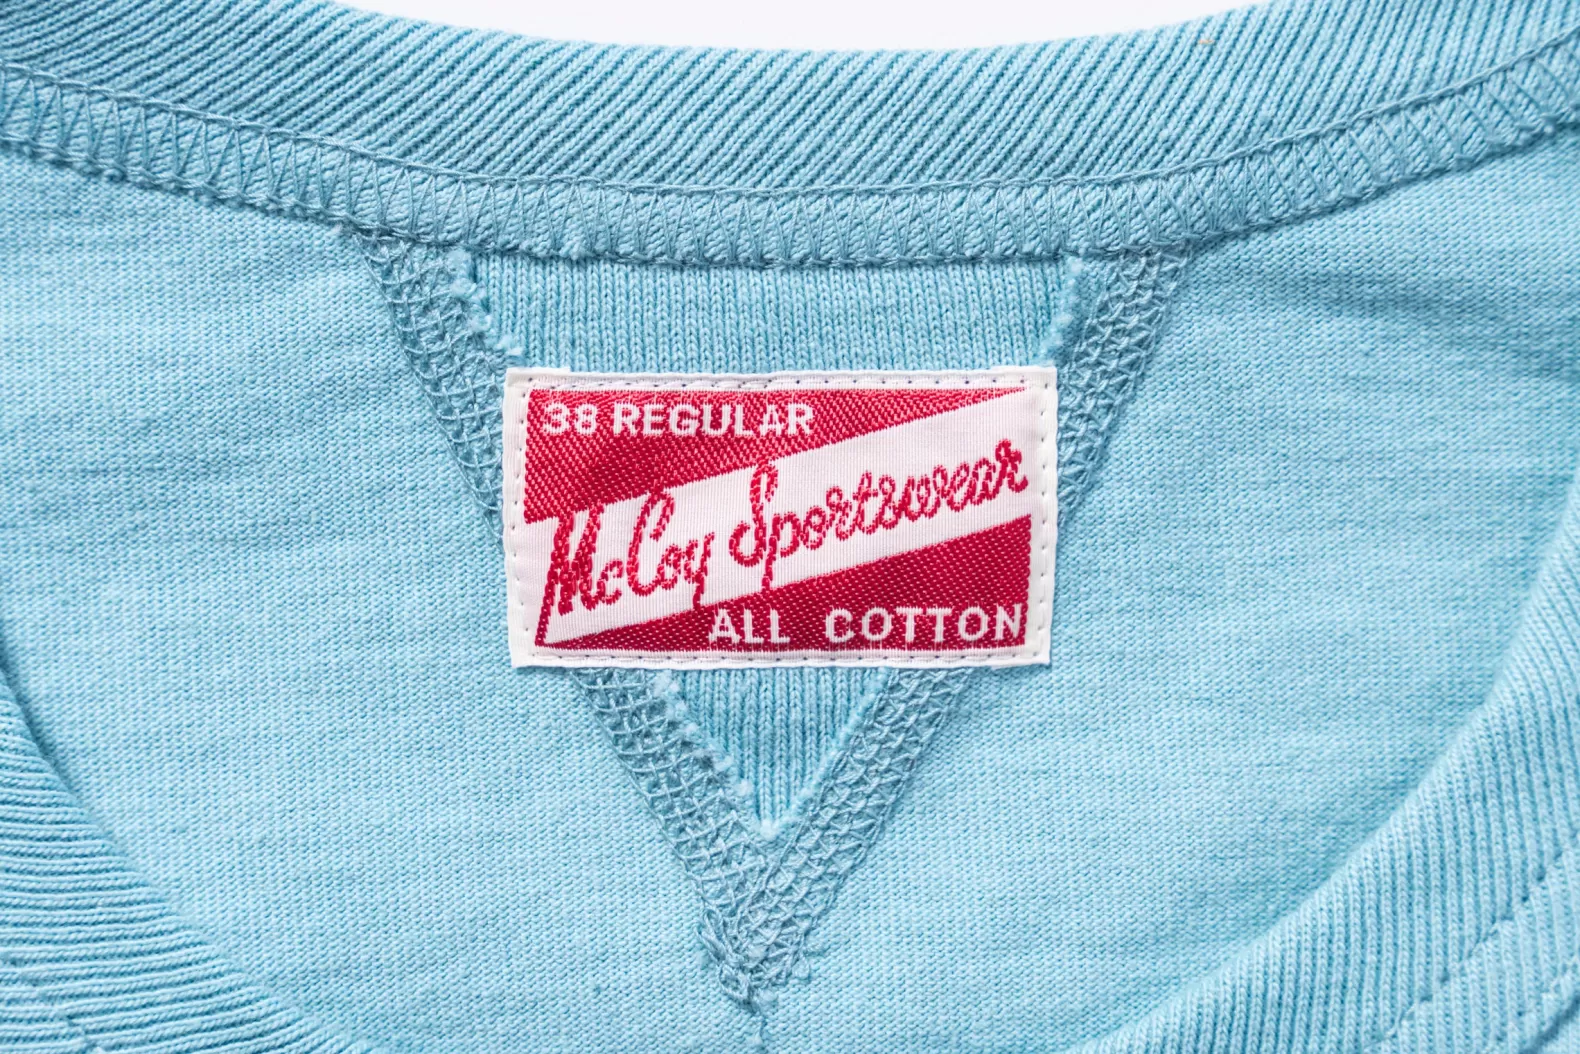 38 REGULAR
McCoy Sportswear
ALL COTTON